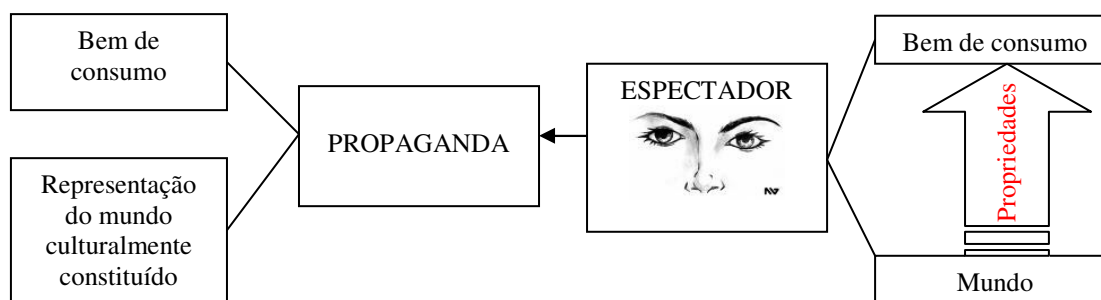 Bem de
consumo
Representação
do mundo
culturalmente
constituído
PROPAGANDA
ESPECTADOR
Bem de consumo
Propriedades
Mundo